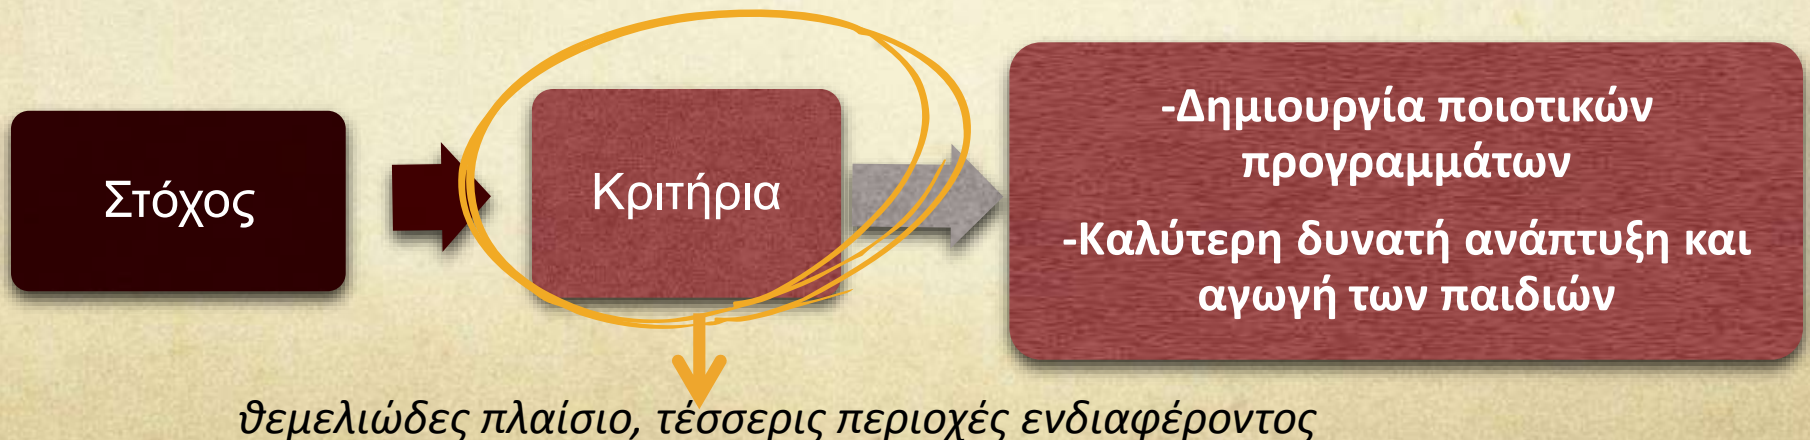 Στόχος
Κριτήρια
-Δημιουργία ποιοτικών
προγραμμάτων
-Καλύτερη δυνατή ανάπτυξη και
αγωγή των παιδιών
θεμελιώδες πλαίσιο, τέσσερις περιοχές ενδιαφέροντος